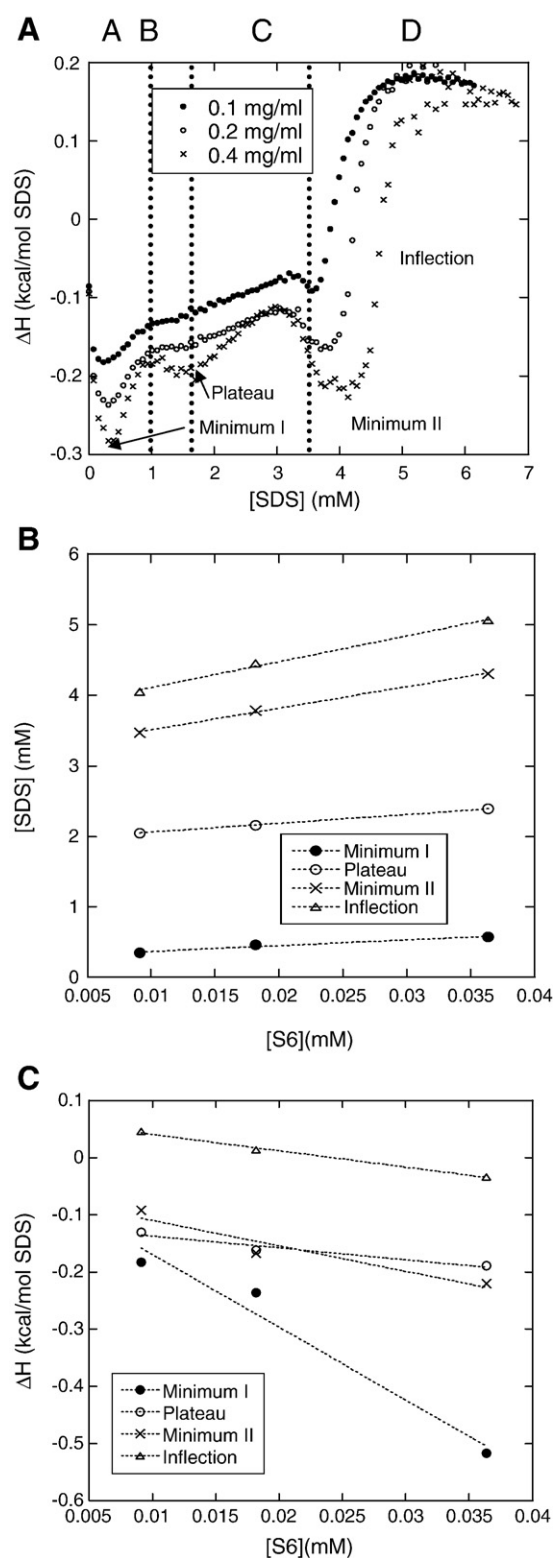 A
A B C D
0.2
0.1
0
-0.1
-0.2
-0.3
ΔH (kcal/mol SDS)
0.1 mg/ml
0.2 mg/ml
0.4 mg/ml
Inflection
Plateau
Minimum I
Minimum II
0 1 2 3 4 5 6 7
[SDS] (mM)
B
6
5
4
3
2
1
0
[SDS] (mM)
Minimum I
Plateau
Minimum II
Inflection
0.005 0.01 0.015 0.02 0.025 0.03 0.035 0.04
[S6](mM)
C
0.1
0
-0.1
-0.2
-0.3
-0.4
-0.5
-0.6
ΔH (kcal/mol SDS)
Minimum I
Plateau
Minimum II
Inflection
0.005 0.01 0.015 0.02 0.025 0.03 0.035 0.04
[S6](mM)